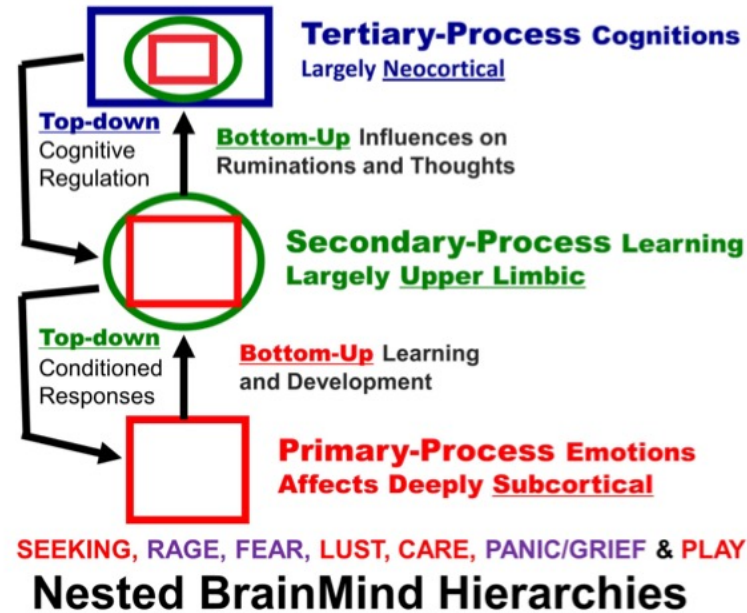 Tertiary-Process Cognitions
Largely Neocortical
Top-down
Cognitive
Regulation
Bottom-Up Influences on
Ruminations and Thoughts
Secondary-Process Learning
Largely Upper Limbic
Top-down
Conditioned
Responses
Bottom-Up Learning
and Development
Primary-Process Emotions
Affects Deeply Subcortical
SEEKING, RAGE, FEAR, LUST, CARE, PANIC/GRIEF & PLAY
Nested BrainMind Hierarchies